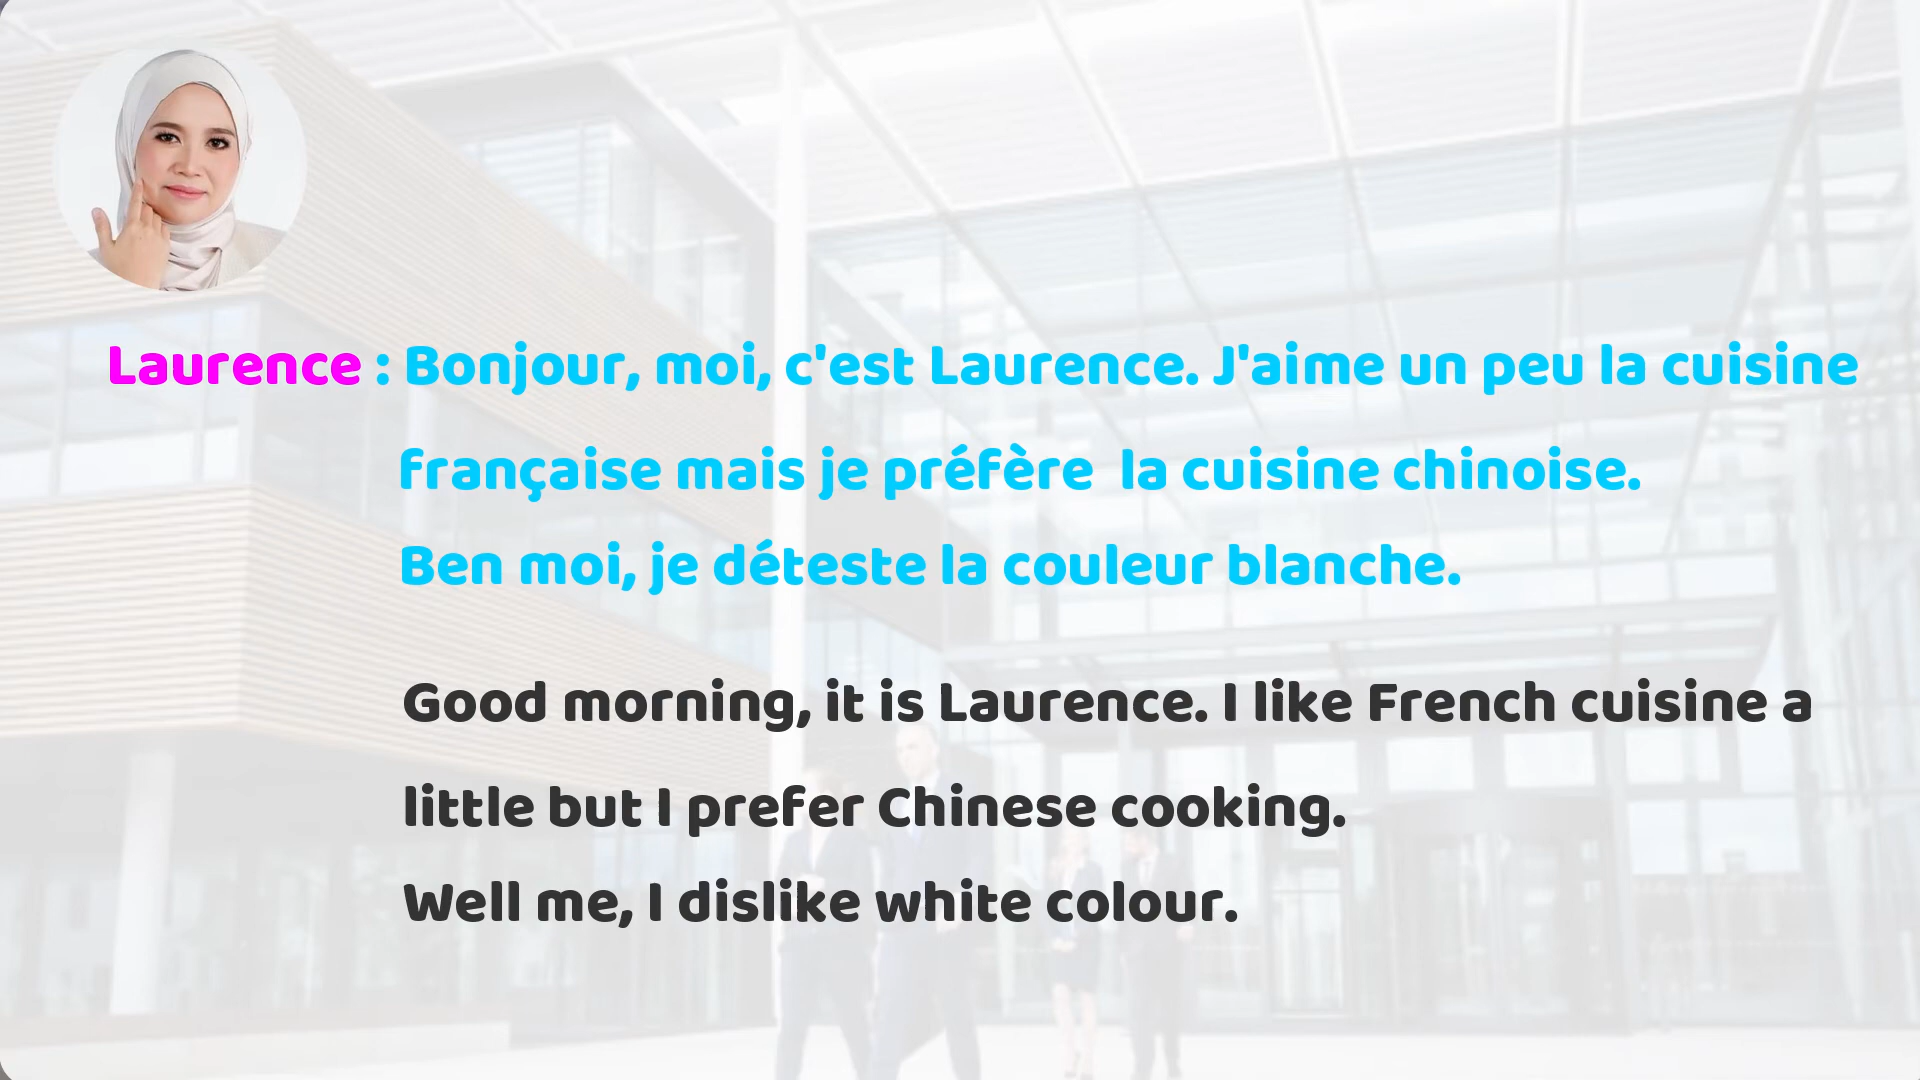 Laurence : Bonjour, moi, c'est Laurence. J'aime un peu la cuisine
française mais je préfère  la cuisine chinoise.
Ben moi, je déteste la couleur blanche.
Good morning, it is Laurence. I like French cuisine a
little but I prefer Chinese cooking.
Well me, I dislike white colour.